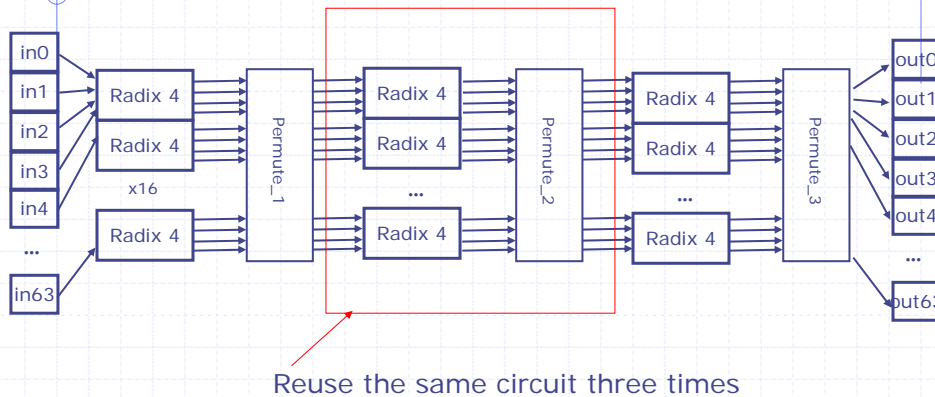 in0
in1
in2
in3
in4
...
in63
Radix 4
Radix 4
x16
Radix 4
Permute_1
Radix 4
Radix 4
...
Radix 4
Permute_2
Radix 4
Radix 4
...
Radix 4
Permute_3
out0
out1
out2
out3
out4
...
out63
Reuse the same circuit three times